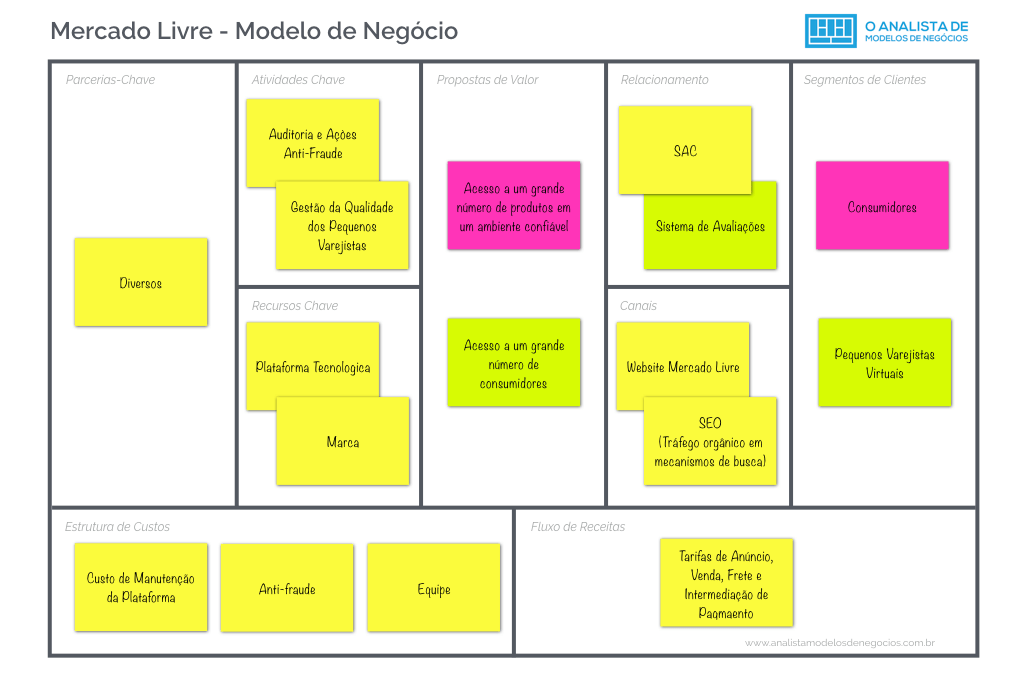 Mercado Livre - Modelo de Negócio
O ANALISTA DE
MODELOS DE NEGÓCIOS
Parcerias-Chave
Diversos
Atividades Chave
Auditoria e Ações
Anti-Fraude
Gestão da Qualidade
dos Pequenos
Varejistas
Recursos Chave
Plataforma Tecnologica
Marca
Propostas de Valor
Acesso a um grande
número de produtos em
um ambiente confiável
Acesso a um grande
número de
consumidores
Relacionamento
SAC
Sistema de Avaliações
Canais
Website Mercado Livre
SEO
(Tráfego orgânico em
mecanismos de busca)
Segmentos de Clientes
Consumidores
Pequenos Varejistas
Virtuais
Estrutura de Custos
Custo de Manutenção
da Plataforma
Anti-fraude
Equipe
Fluxo de Receitas
Tarifas de Anúncio,
Venda, Frete e
Intermediação de
Pagmaento
www.analistamodelosdenegocios.com.br